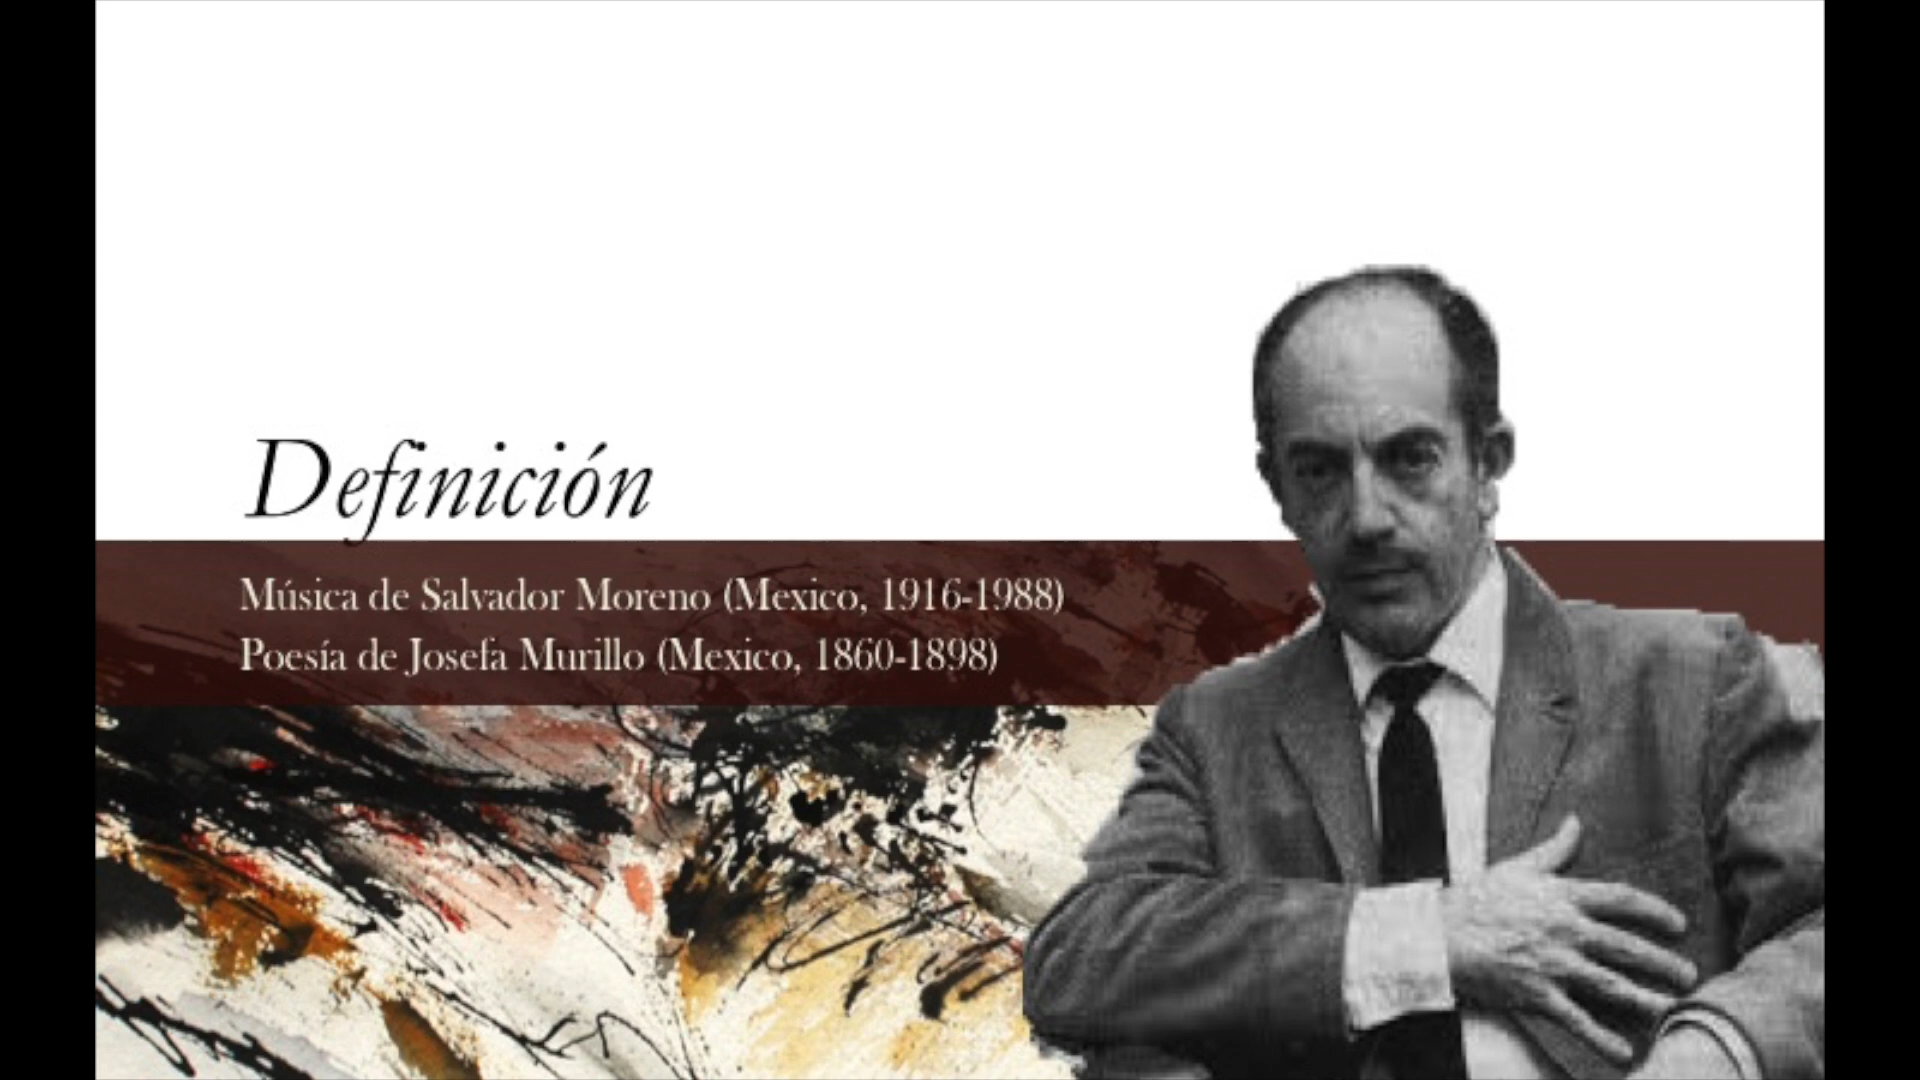 Definición
Música de Salvador Moreno (Mexico, 1916-1988)
Poesía de Josefa Murillo (Mexico, 1860-1898)